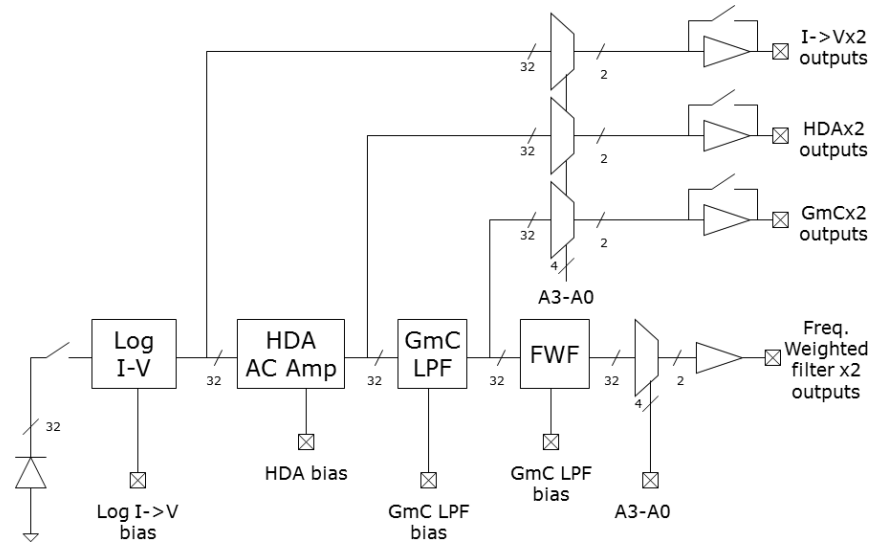 I->Vx2
outputs
32
2
HDAx2
outputs
32
2
GmCx2
outputs
32
2
4
A3-A0
Log
I-V
HDA
AC Amp
GmC
LPF
FWF
Freq.
Weighted
filter x2
outputs
32
32
32
32
2
4
32
HDA bias
Log I->V
bias
GmC LPF
bias
GmC LPF
bias
A3-A0